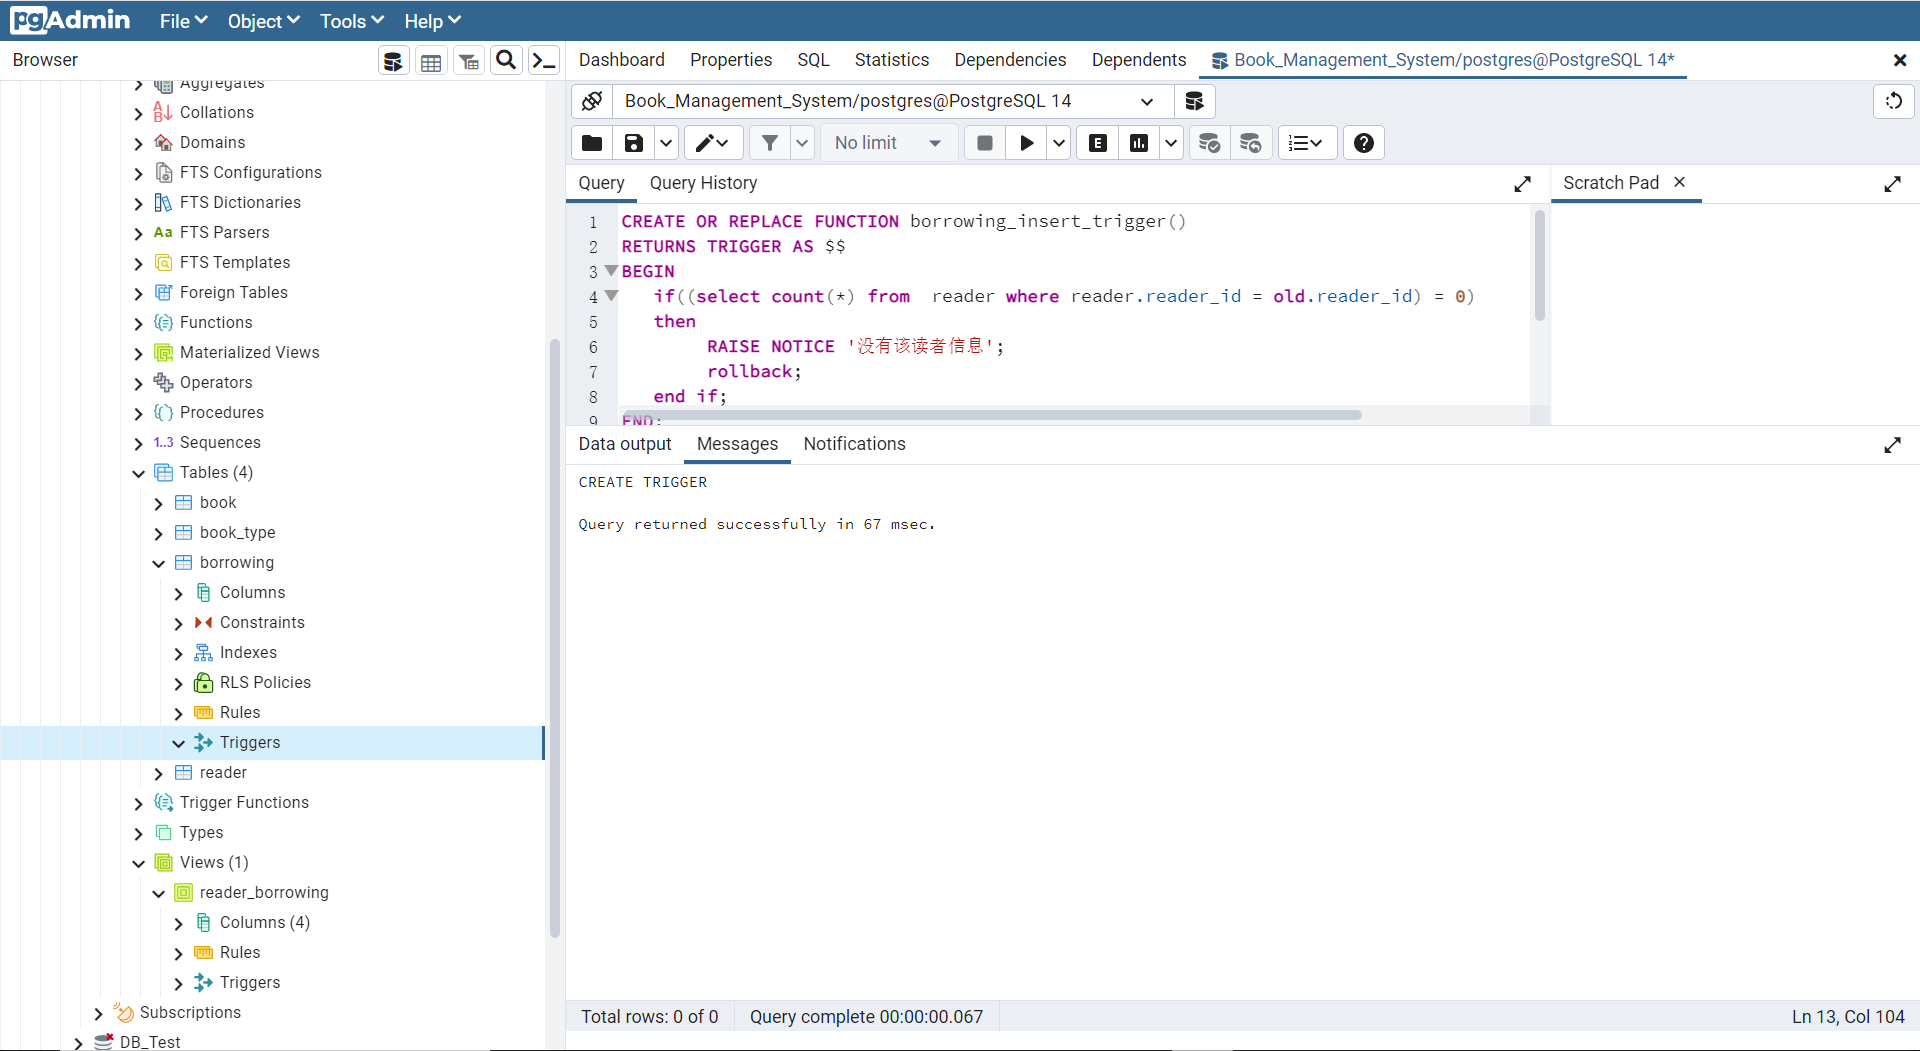 pgAdmin File Object Tools Help
Browser
Dashboard Properties SQL Statistics Dependencies Dependents Book_Management_System/postgres@PostgreSQL 14*
Aggregates
Collations
Domains
FTS Configurations
FTS Dictionaries
Aa FTS Parsers
FTS Templates
Foreign Tables
Functions
Materialized Views
Operators
Procedures
1..3 Sequences
Tables (4)
book
book_type
borrowing
Columns
Constraints
Indexes
RLS Policies
Rules
Triggers
reader
Trigger Functions
Types
Views (1)
reader_borrowing
Columns (4)
Rules
Triggers
Subscriptions
DB_Test
Book_Management_System/postgres@PostgreSQL 14
No limit E
Query Query History
Scratch Pad
1 CREATE OR REPLACE FUNCTION borrowing_insert_trigger()
2 RETURNS TRIGGER AS $$
3 BEGIN
4 if((select count(*) from reader where reader.reader_id = old.reader_id) = 0)
5 then
6 RAISE NOTICE '没有该读者信息';
7 rollback;
8 end if;
9 END;
Data output Messages Notifications
CREATE TRIGGER
Query returned successfully in 67 msec.
Total rows: 0 of 0 Query complete 00:00:00.067 Ln 13, Col 104